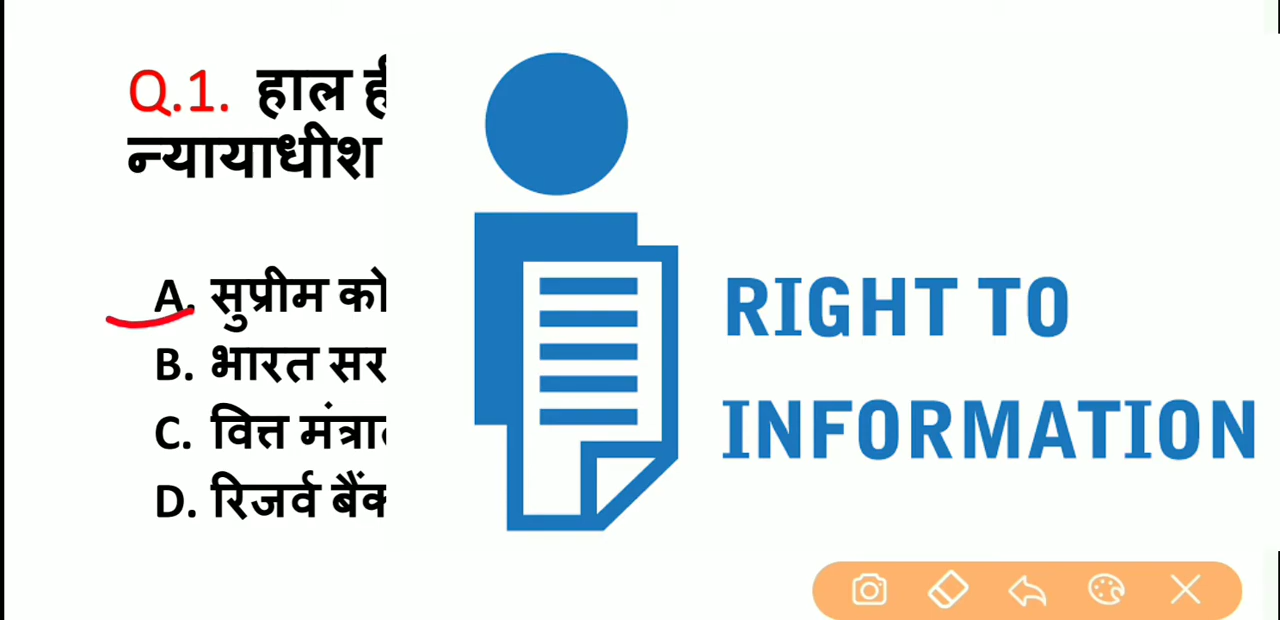 Q.1. हाल ही
न्यायाधीश
A. सुप्रीम को
B. भारत सर
C. वित्त मंत्रा
D. रिजर्व बैंक
RIGHT TO
INFORMATION